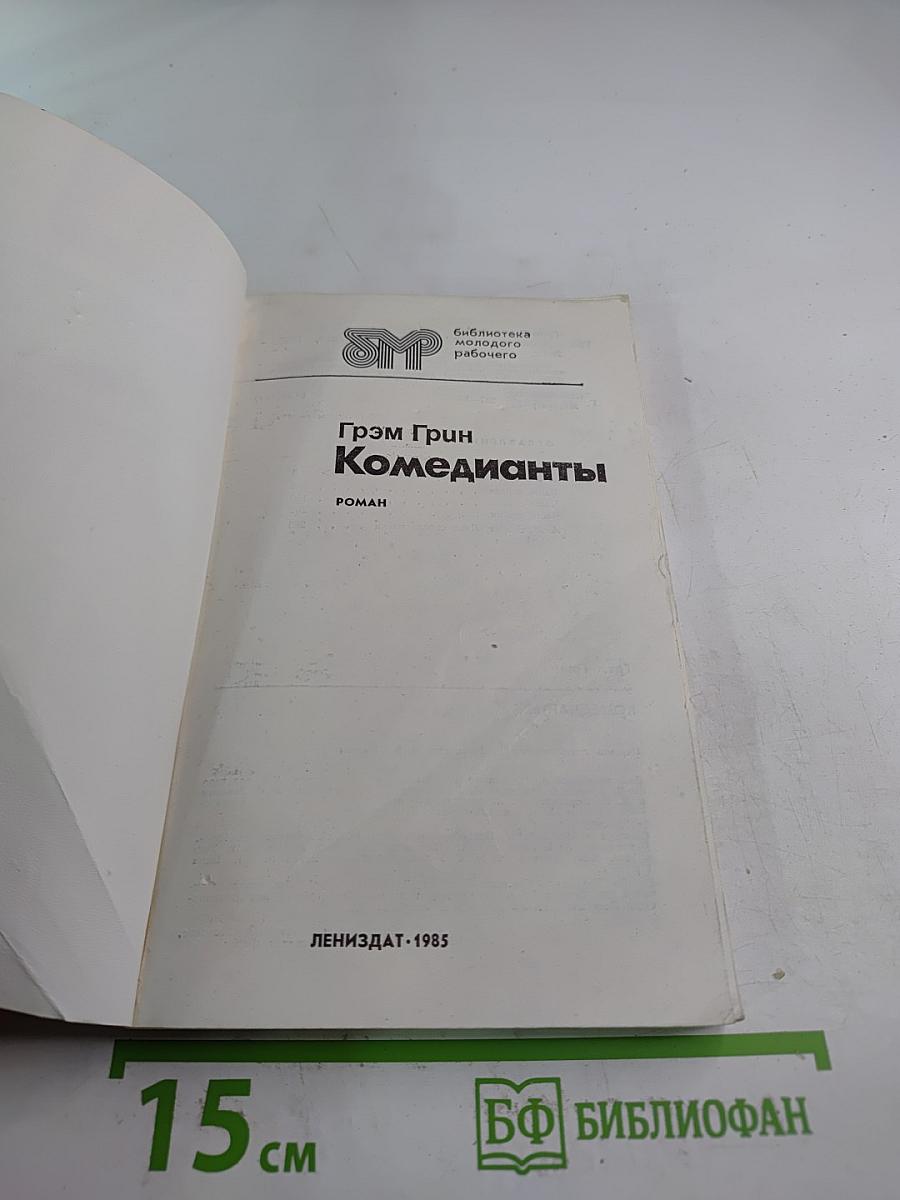 БМР
библиотека
молодого
рабочего
Грэм Грин
Комедианты
РОМАН
ЛЕНИЗДАТ·1985
15 см
БФ БИБЛИОФАН